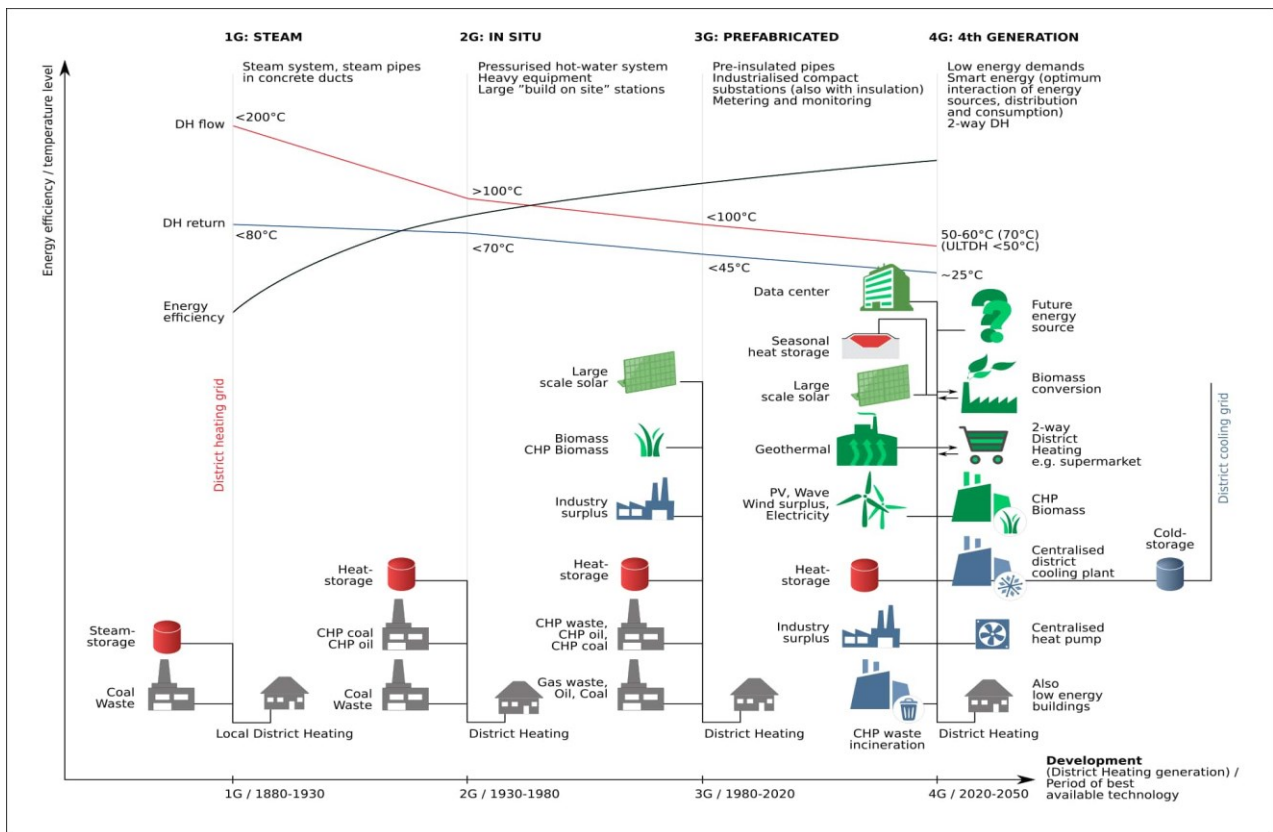 1G: STEAM
Steam system, steam pipes
in concrete ducts
2G: IN SITU
Pressurised hot-water system
Heavy equipment
Large "build on site" stations
3G: PREFABRICATED
Pre-insulated pipes
Industrialised compact
substations (also with insulation)
Metering and monitoring
4G: 4th GENERATION
Low energy demands
Smart energy (optimum
interaction of energy
sources, distribution
and consumption)
2-way DH
Energy efficiency / temperature level
DH flow
<200°C
>100°C
<100°C
50-60°C (70°C)
(ULTDH <50°C)
DH return
<80°C
<70°C
<45°C
~25°C
Energy
efficiency
District heating grid
Steam-
storage
Coal
Waste
Local District Heating
Heat-
storage
CHP coal
CHP oil
Coal
Waste
District Heating
Large
scale solar
Biomass
CHP Biomass
Industry
surplus
Heat-
storage
CHP waste,
CHP oil,
CHP coal
Gas waste,
Oil, Coal
District Heating
Data center
Seasonal
heat storage
Large
scale solar
Geothermal
PV, Wave
Wind surplus,
Electricity
Heat-
storage
Industry
surplus
CHP waste
incineration
Future
energy
source
Biomass
conversion
2-way
District
Heating
e.g. supermarket
CHP
Biomass
Centralised
district
cooling plant
Centralised
heat pump
Also
low energy
buildings
District Heating
Cold-
storage
District cooling grid
1G / 1880-1930
2G / 1930-1980
3G / 1980-2020
4G / 2020-2050
Development
(District Heating generation) /
Period of best
available technology